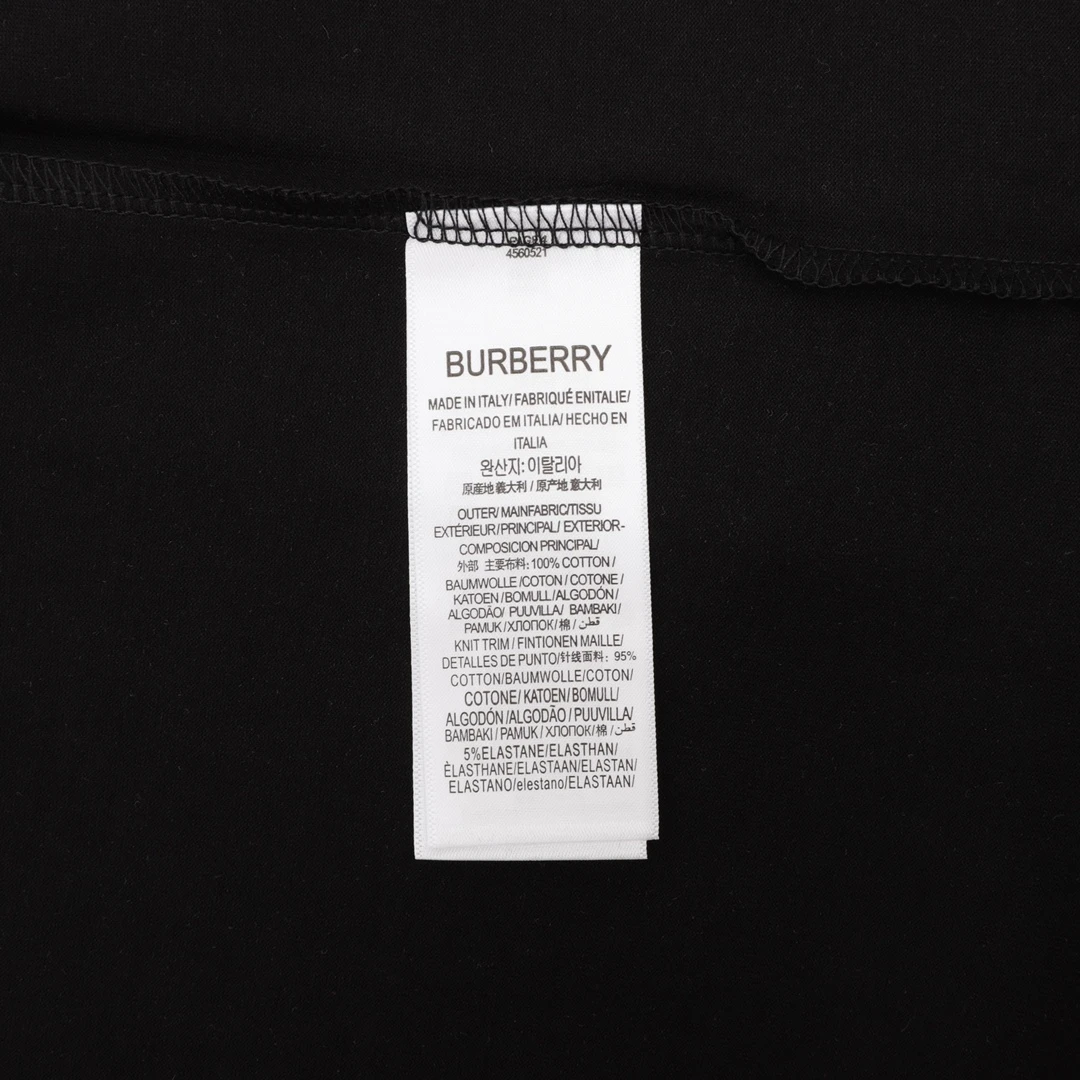 4560521
BURBERRY
MADE IN ITALY/ FABRIQUÉ ENITALIE/
FABRICADO EM ITALIA/ HECHO EN
ITALIA
완산지: 이탈리아
原産地義大利 / 原产地意大利
OUTER/ MAINFABRIC/TISSU
EXTÉRIEUR/PRINCIPAL/ EXTERIOR-
COMPOSICION PRINCIPAL/
外部 主要布料: 100% COTTON /
BAUMWOLLE /COTON / COTONE /
KATOEN / BOMULL/ALGODÓN /
ALGODÃO/ PUUVILLA/ BAMBAKI /
PAMUK / ХЛОПОК/ 棉 / قطن
KNIT TRIM / FINTIONEN MAILLE/
DETALLES DE PUNTO/针线面料: 95%
COTTON/BAUMWOLLE/COTON/
COTONE/ KATOEN/ BOMULL/
ALGODÓN /ALGODÃO / PUUVILLA/
BAMBAKI / PAMUK / ХЛОПОК/棉 / قطن
5%ELASTANE/ELASTHAN/
ÈLASTHANE/ELASTAAN/ELASTAN/
ELASTANO/elestano/ELASTAAN/